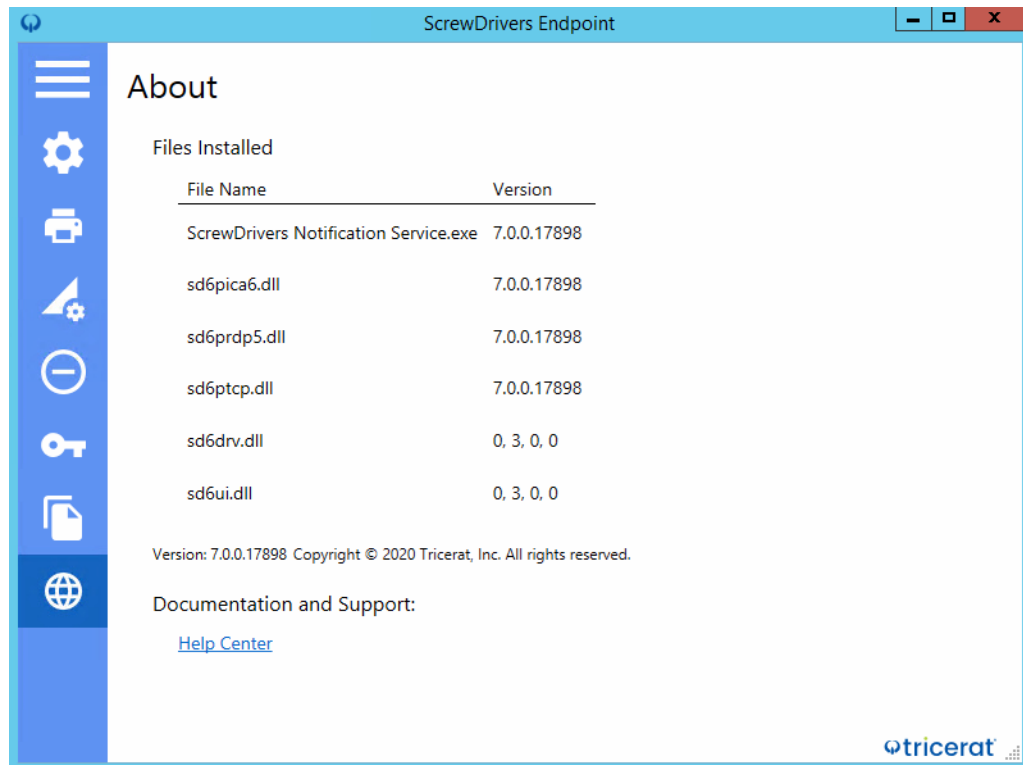 ScrewDrivers Endpoint
About
Files Installed
File Name Version
ScrewDrivers Notification Service.exe 7.0.0.17898
sd6pica6.dll 7.0.0.17898
sd6prdp5.dll 7.0.0.17898
sd6ptcp.dll 7.0.0.17898
sd6drv.dll 0, 3, 0, 0
sd6ui.dll 0, 3, 0, 0
Version: 7.0.0.17898 Copyright © 2020 Tricerat, Inc. All rights reserved.
Documentation and Support:
Help Center
tricerat